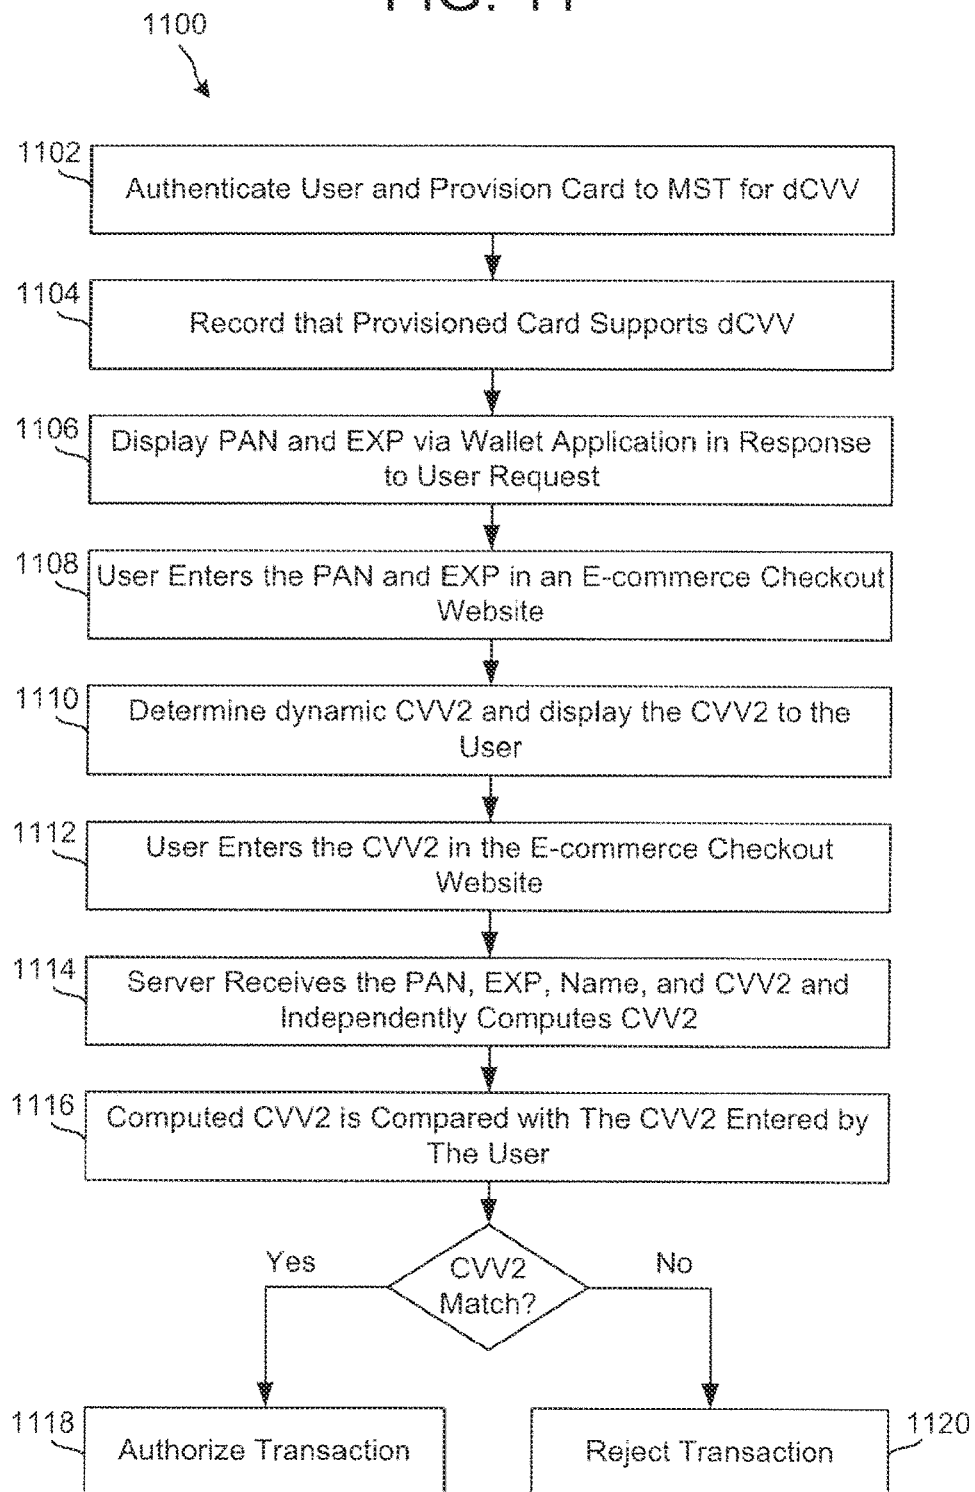 FIG. 11
1100
1102
Authenticate User and Provision Card to MST for dCVV
1104
Record that Provisioned Card Supports dCVV
1106
Display PAN and EXP via Wallet Application in Response
to User Request
1108
User Enters the PAN and EXP in an E-commerce Checkout
Website
1110
Determine dynamic CVV2 and display the CVV2 to the
User
1112
User Enters the CVV2 in the E-commerce Checkout
Website
1114
Server Receives the PAN, EXP, Name, and CVV2 and
Independently Computes CVV2
1116
Computed CVV2 is Compared with The CVV2 Entered by
The User
Yes
CVV2
Match?
No
1118
Authorize Transaction
Reject Transaction
1120